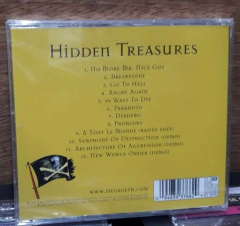 Hidden Treasures
1. No More Mr. Nice Guy
2. Breakpoint
3. Go To Hell
4. Angry Again
5. 99 Ways To Die
6. Paranoid
7. Diadems
8. Problems
9. A Tout Le Monde (radio edit)
10. Symphony Of Destruction (demo)
11. Architecture Of Aggression (demo)
12. New World Order (demo)
www.megadeth.com